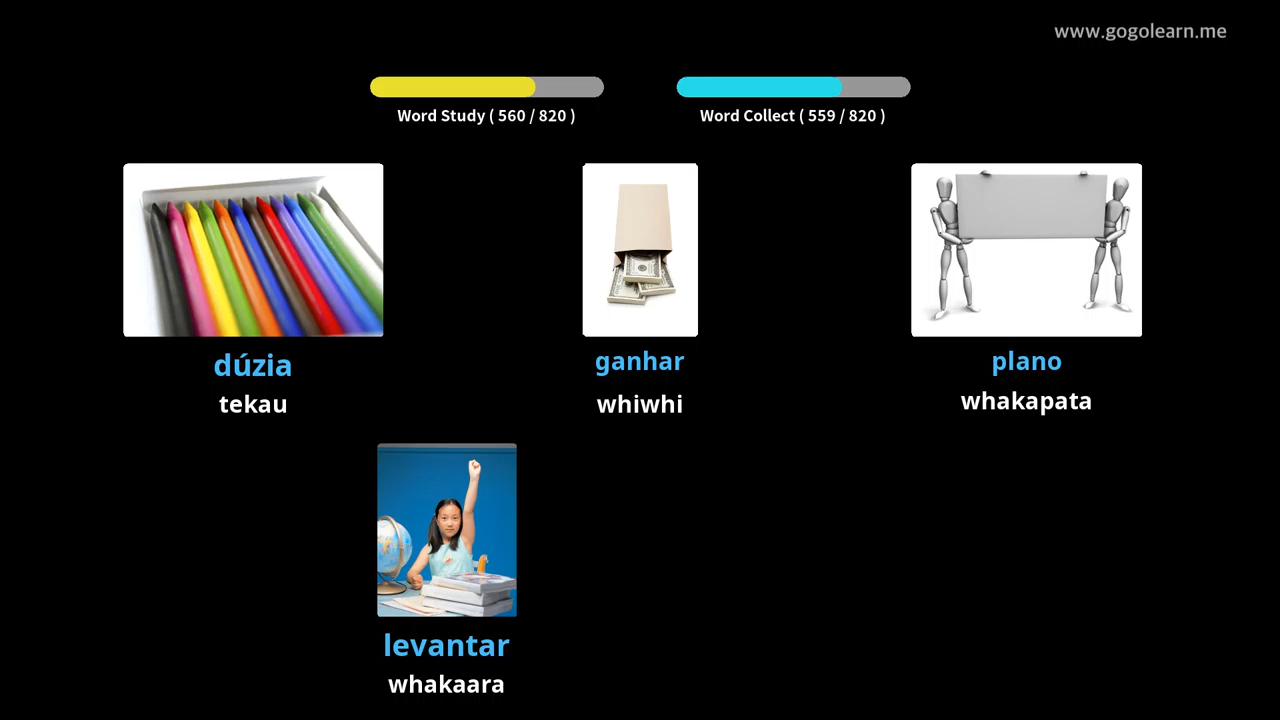 www.gogolearn.me
Word Study ( 560 / 820 )
Word Collect ( 559 / 820 )
dúzia
tekau
ganhar
whiwhi
plano
whakapata
levantar
whakaara